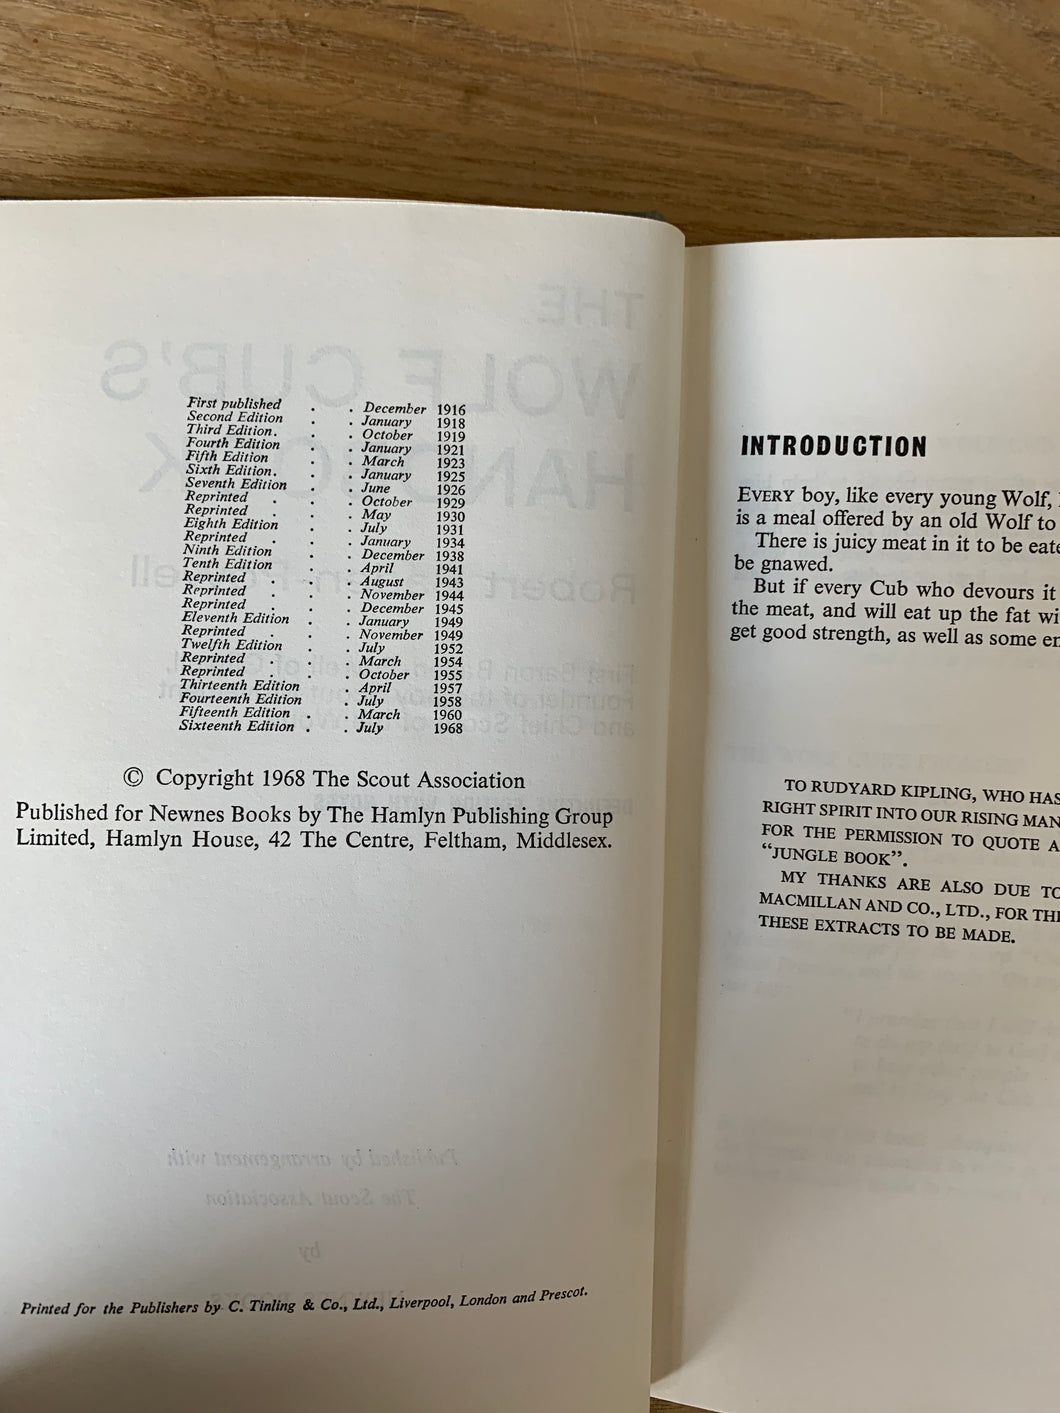 First published . . December 1916
Second Edition . . January 1918
Third Edition. . . October 1919
Fourth Edition . . January 1921
Fifth Edition . . March 1923
Sixth Edition. . . January 1925
Seventh Edition . . June 1926
Reprinted . . . October 1929
Reprinted . . . May 1930
Eighth Edition . . July 1931
Reprinted . . . January 1934
Ninth Edition . . December 1938
Tenth Edition . . April 1941
Reprinted . . . August 1943
Reprinted . . . November 1944
Reprinted . . . December 1945
Eleventh Edition . . January 1949
Reprinted . . . November 1949
Twelfth Edition . . July 1952
Reprinted . . . March 1954
Reprinted . . . October 1955
Thirteenth Edition . April 1957
Fourteenth Edition . July 1958
Fifteenth Edition . . March 1960
Sixteenth Edition . . July 1968
© Copyright 1968 The Scout Association
Published for Newnes Books by The Hamlyn Publishing Group
Limited, Hamlyn House, 42 The Centre, Feltham, Middlesex.
Printed for the Publishers by C. Tinling & Co., Ltd., Liverpool, London and Prescot.
INTRODUCTION
EVERY boy, like every young Wolf,
is a meal offered by an old Wolf to
There is juicy meat in it to be eate
be gnawed.
But if every Cub who devours it
the meat, and will eat up the fat wi
get good strength, as well as some en
TO RUDYARD KIPLING, WHO HAS
RIGHT SPIRIT INTO OUR RISING MAN
FOR THE PERMISSION TO QUOTE A
“JUNGLE BOOK”.
MY THANKS ARE ALSO DUE TO
MACMILLAN AND CO., LTD., FOR THE
THESE EXTRACTS TO BE MADE.